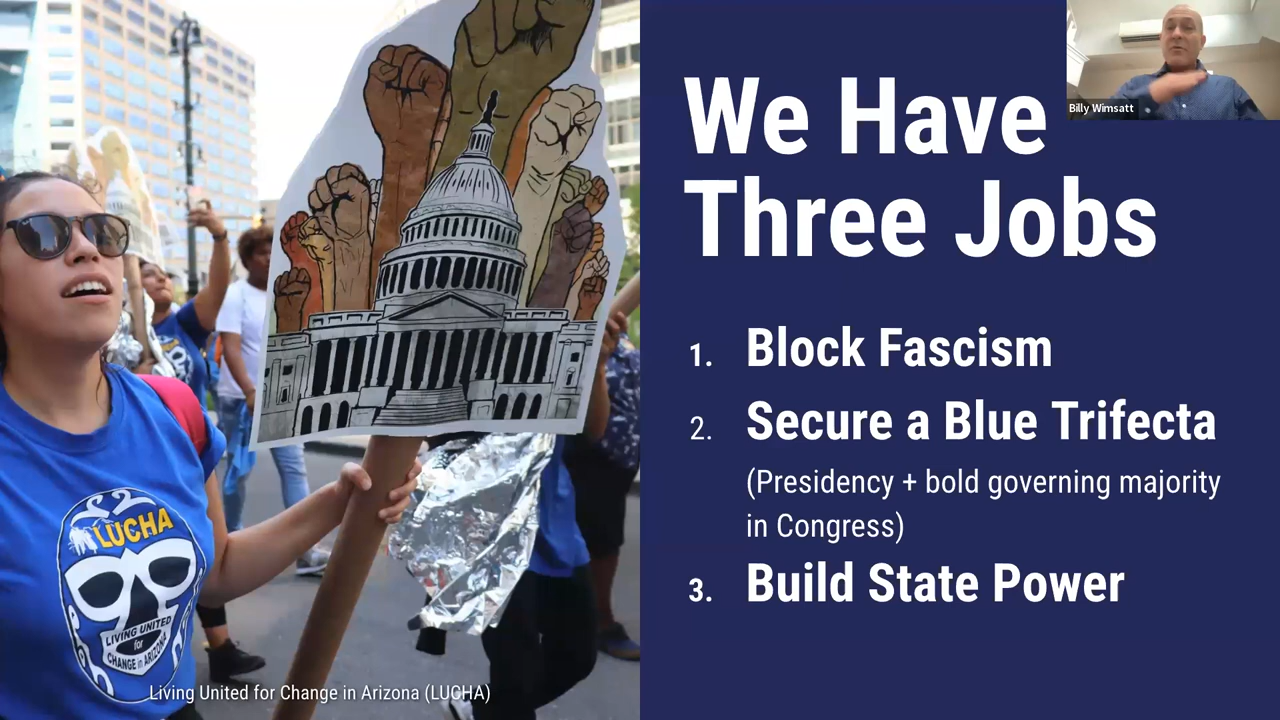 We Have
Three Jobs
Billy Wimsatt
1. Block Fascism
2. Secure a Blue Trifecta
(Presidency + bold governing majority
in Congress)
3. Build State Power
LUCHA
LIVING UNITED
for
CHANGE in ARIZONA
Living United for Change in Arizona (LUCHA)